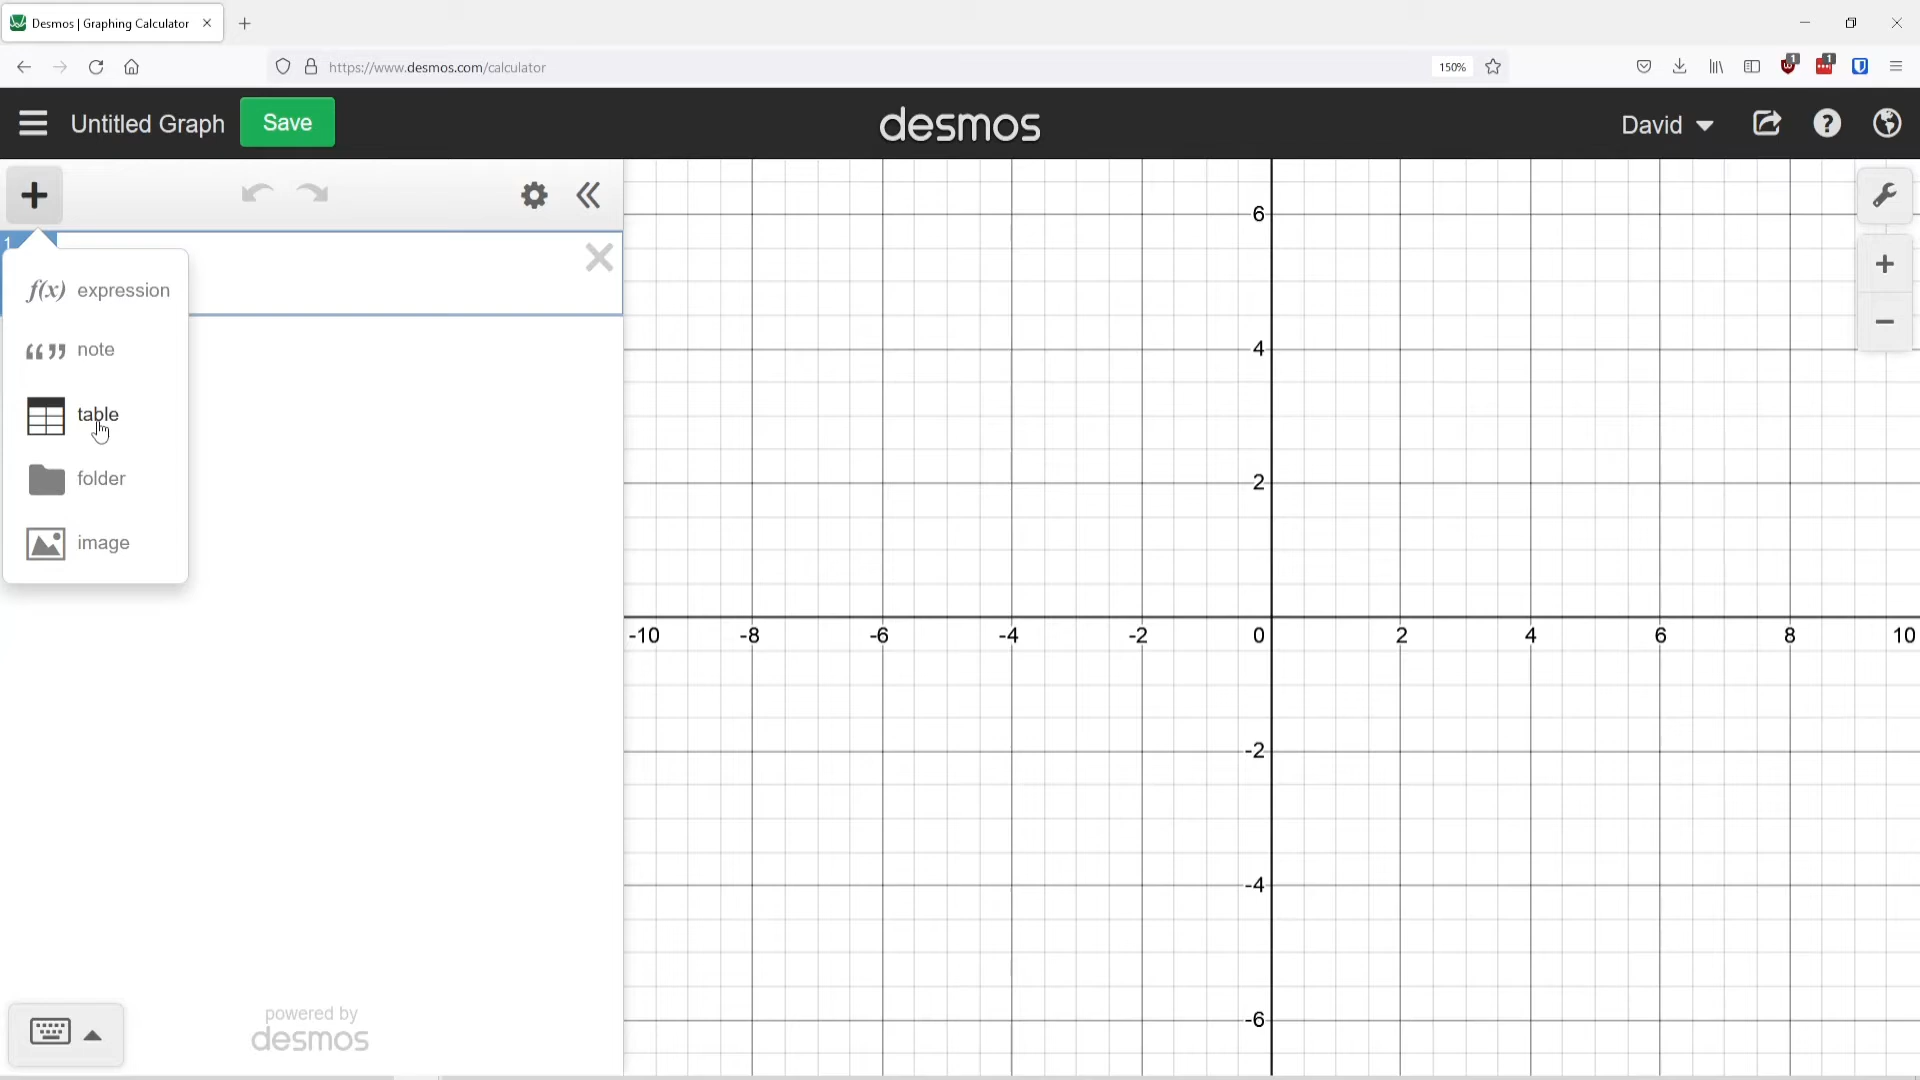 Desmos | Graphing Calculator
https://www.desmos.com/calculator
150%
1
1
Untitled Graph
Save
desmos
David
1
f(x) expression
“” note
table
folder
image
powered by
desmos
6
4
2
-10 -8 -6 -4 -2 0 2 4 6 8 10
-2
-4
-6